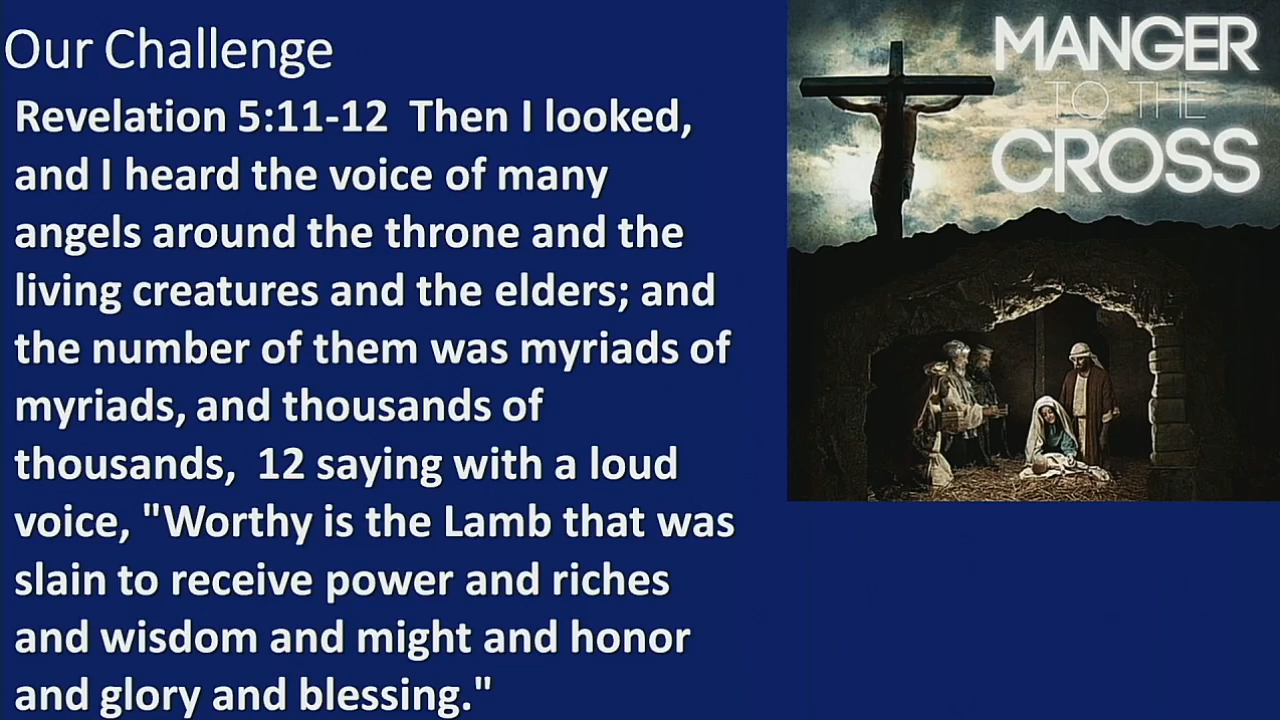 Our Challenge
Revelation 5:11-12  Then I looked,
and I heard the voice of many
angels around the throne and the
living creatures and the elders; and
the number of them was myriads of
myriads, and thousands of
thousands,  12 saying with a loud
voice, "Worthy is the Lamb that was
slain to receive power and riches
and wisdom and might and honor
and glory and blessing."
MANGER
TO THE
CROSS